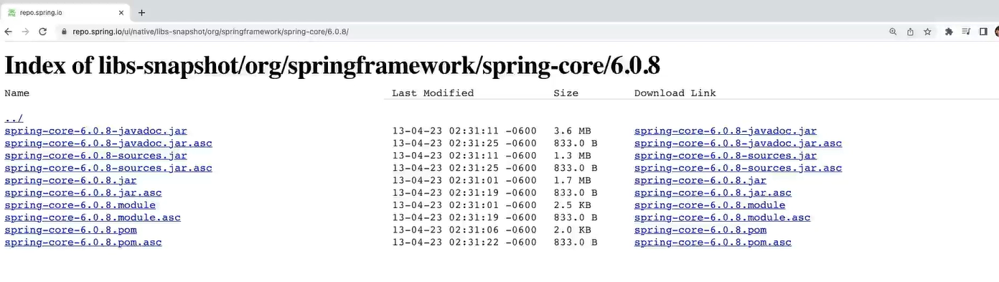 repo.spring.io
repo.spring.io/ui/native/libs-snapshot/org/springframework/spring-core/6.0.8/
Index of libs-snapshot/org/springframework/spring-core/6.0.8
Name Last Modified Size Download Link
../
spring-core-6.0.8-javadoc.jar 13-04-23 02:31:11 -0600 3.6 MB spring-core-6.0.8-javadoc.jar
spring-core-6.0.8-javadoc.jar.asc 13-04-23 02:31:25 -0600 833.0 B spring-core-6.0.8-javadoc.jar.asc
spring-core-6.0.8-sources.jar 13-04-23 02:31:11 -0600 1.3 MB spring-core-6.0.8-sources.jar
spring-core-6.0.8-sources.jar.asc 13-04-23 02:31:25 -0600 833.0 B spring-core-6.0.8-sources.jar.asc
spring-core-6.0.8.jar 13-04-23 02:31:01 -0600 1.7 MB spring-core-6.0.8.jar
spring-core-6.0.8.jar.asc 13-04-23 02:31:19 -0600 833.0 B spring-core-6.0.8.jar.asc
spring-core-6.0.8.module 13-04-23 02:31:01 -0600 2.5 KB spring-core-6.0.8.module
spring-core-6.0.8.module.asc 13-04-23 02:31:19 -0600 833.0 B spring-core-6.0.8.module.asc
spring-core-6.0.8.pom 13-04-23 02:31:06 -0600 2.0 KB spring-core-6.0.8.pom
spring-core-6.0.8.pom.asc 13-04-23 02:31:22 -0600 833.0 B spring-core-6.0.8.pom.asc